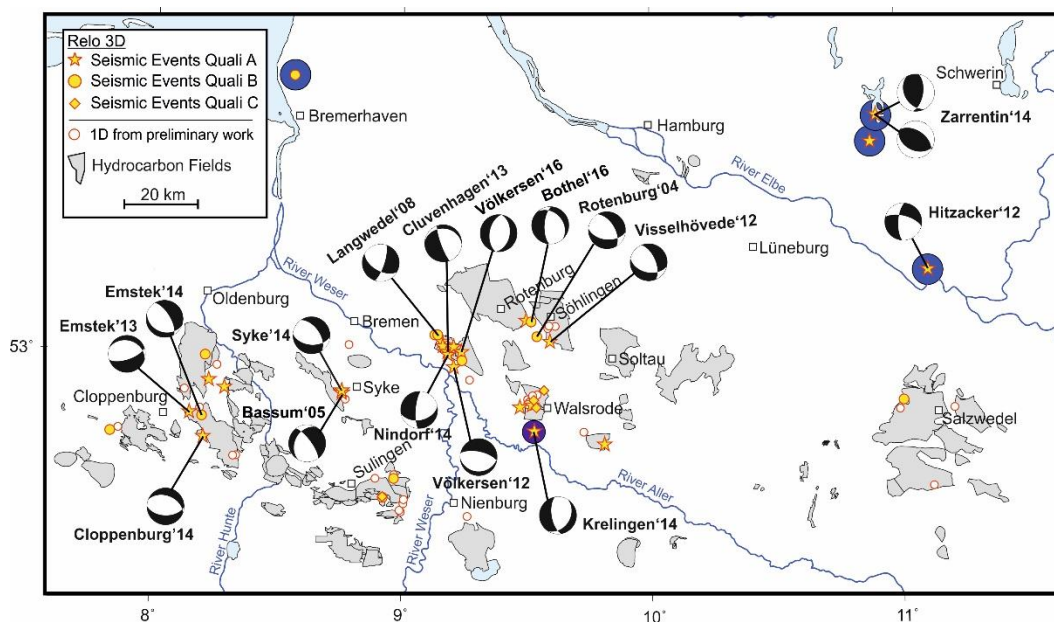 Relo 3D
Seismic Events Quali A
Seismic Events Quali B
Seismic Events Quali C
1D from preliminary work
Hydrocarbon Fields
20 km
Bremerhaven
Hamburg
Schwerin
Zarrentin'14
River Elbe
Hitzacker'12
Lüneburg
Langwedel'08
Cluvenhagen'13
Völkersen'16
Bothel'16
Rotenburg'04
Visselhövede'12
River Weser
Rotenburg
Söhlingen
Oldenburg
Bremen
Emstek'14
Emstek'13
Syke'14
53
Soltau
Cloppenburg
Syke
Walsrode
Bassum'05
Nindorf'14
Salzwedel
Sulingen
Völkersen'12
Nienburg
River Aller
Krelingen'14
Cloppenburg'14
River Hunte
River Weser
8°
9°
10°
11°